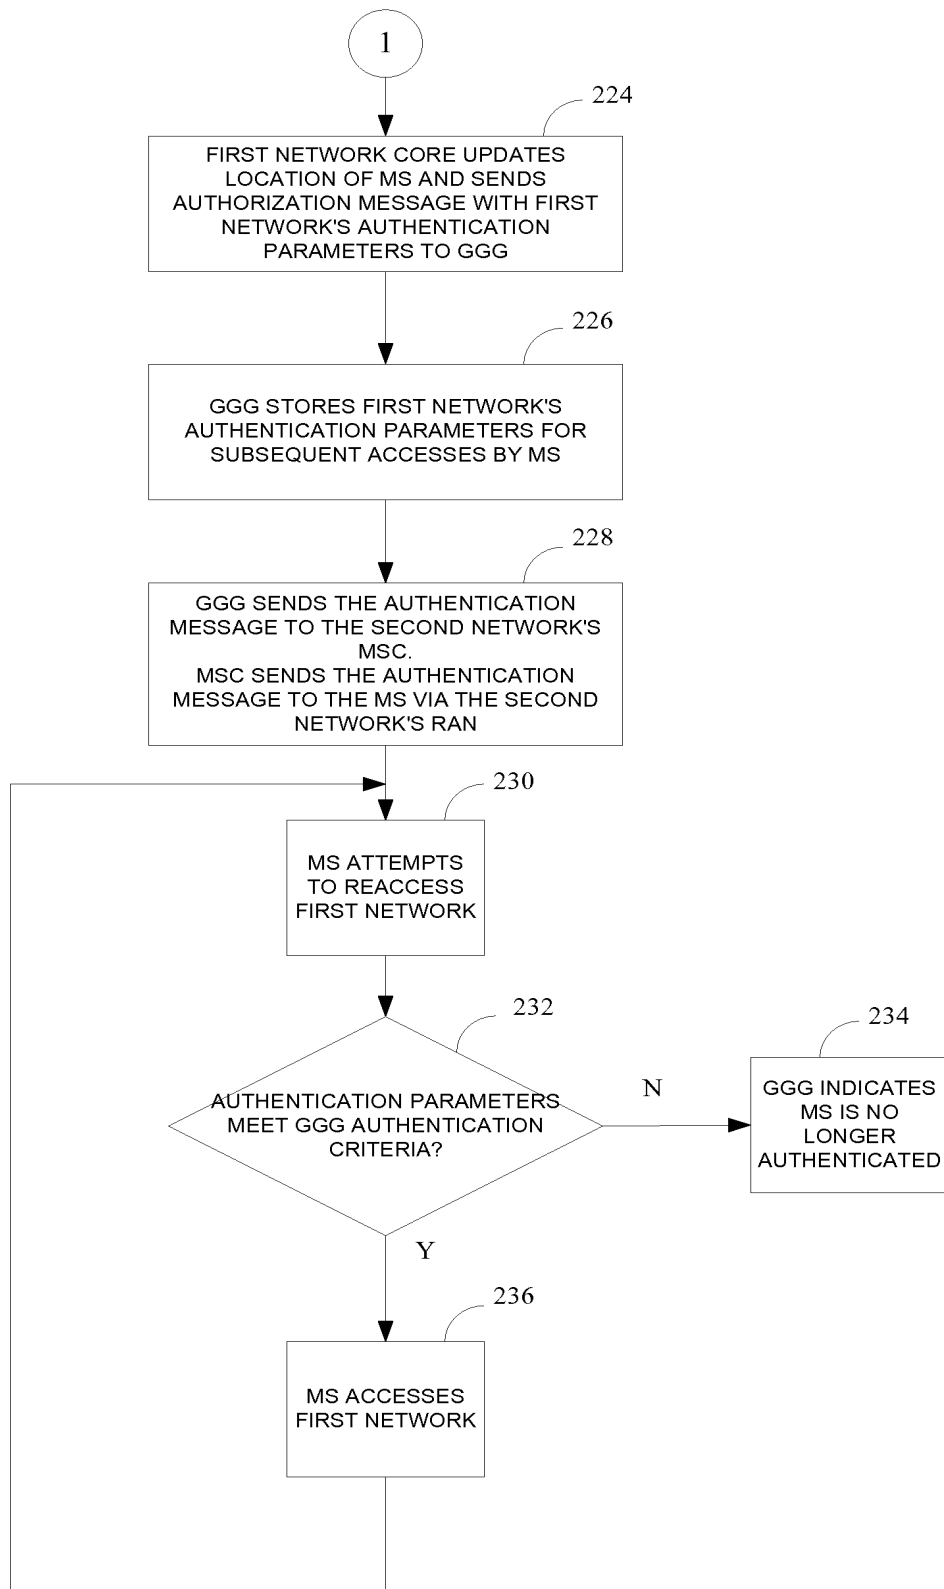 1
224
FIRST NETWORK CORE UPDATES
LOCATION OF MS AND SENDS
AUTHORIZATION MESSAGE WITH FIRST
NETWORK'S AUTHENTICATION
PARAMETERS TO GGG
226
GGG STORES FIRST NETWORK'S
AUTHENTICATION PARAMETERS FOR
SUBSEQUENT ACCESSES BY MS
228
GGG SENDS THE AUTHENTICATION
MESSAGE TO THE SECOND NETWORK'S
MSC.
MSC SENDS THE AUTHENTICATION
MESSAGE TO THE MS VIA THE SECOND
NETWORK'S RAN
230
MS ATTEMPTS
TO REACCESS
FIRST NETWORK
232
AUTHENTICATION PARAMETERS
MEET GGG AUTHENTICATION
CRITERIA?
N
234
GGG INDICATES
MS IS NO
LONGER
AUTHENTICATED
Y
236
MS ACCESSES
FIRST NETWORK